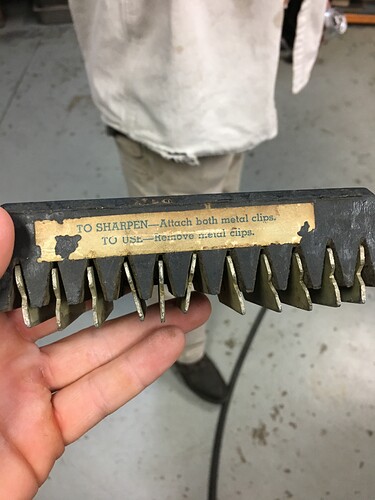 TO SHARPEN—Attach both metal clips.
TO USE—Remove metal clips.